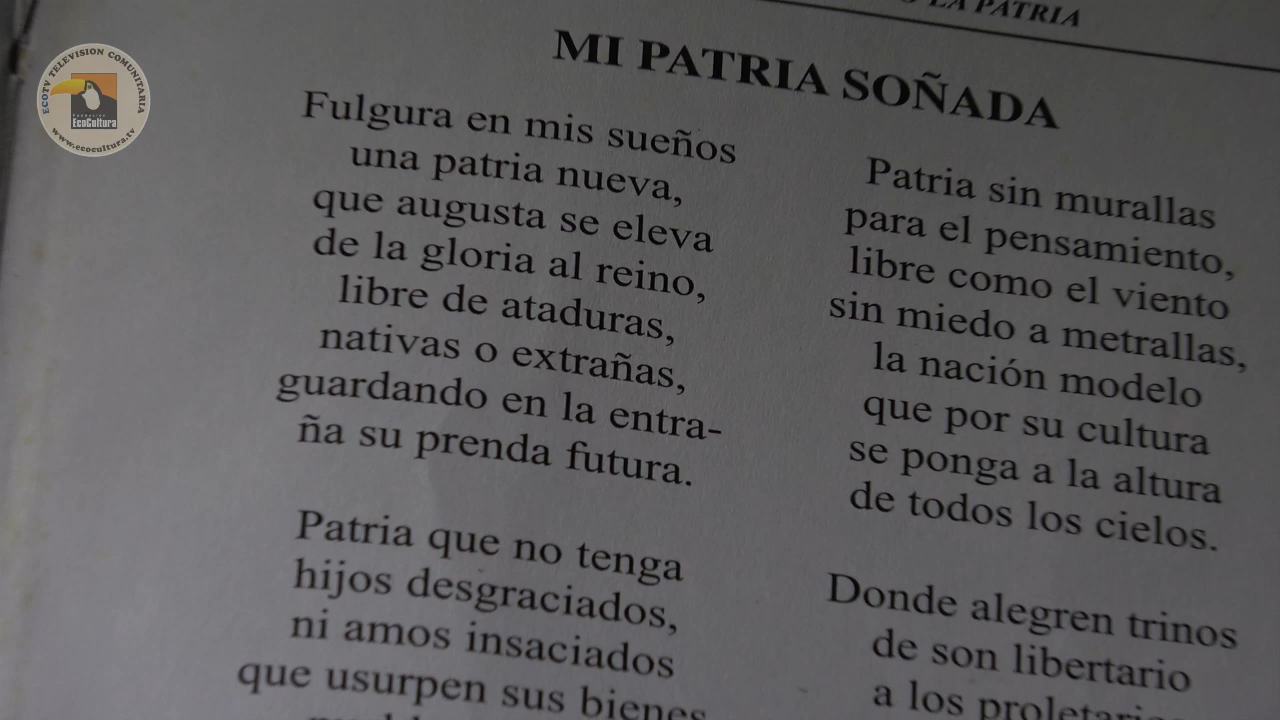 LA PATRIA
MI PATRIA SOÑADA
Fulgura en mis sueños
una patria nueva,
que augusta se eleva
de la gloria al reino,
libre de ataduras,
nativas o extrañas,
guardando en la entra-
ña su prenda futura.
Patria que no tenga
hijos desgraciados,
ni amos insaciados
que usurpen sus bienes
Patria sin murallas
para el pensamiento,
libre como el viento
sin miedo a metrallas,
la nación modelo
que por su cultura
se ponga a la altura
de todos los cielos.
Donde alegren trinos
de son libertario
a los
ECOTV TELEVISION COMUNITARIA
FUNDACION
EcoCultura
www.ecocultura.tv